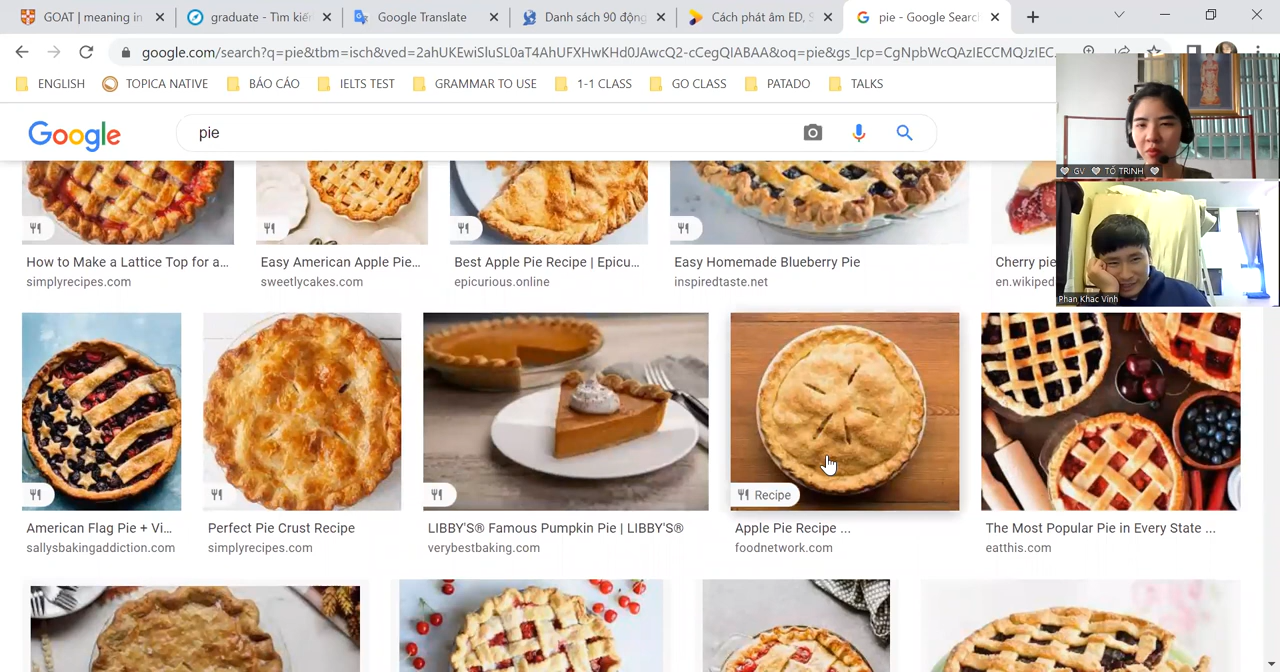 GOAT | meaning in
graduate - Tìm kiế
Google Translate
Danh sách 90 động
Cách phát âm ED, S
pie - Google Searc
google.com/search?q=pie&tbm=isch&ved=2ahUKEwiSluSL0aT4AhUFXHwKHd0JAwcQ2-cCegQIABAA&oq=pie&gs_lcp=CgNpbWcQAzIECCMQJzIEC...
ENGLISH
TOPICA NATIVE
BÁO CÁO
IELTS TEST
GRAMMAR TO USE
1-1 CLASS
GO CLASS
PATADO
TALKS
Google
pie
GV TỐ TRINH
Phan Khac Vinh
How to Make a Lattice Top for a...
simplyrecipes.com
Easy American Apple Pie...
sweetlycakes.com
Best Apple Pie Recipe | Epicu...
epicurious.online
Easy Homemade Blueberry Pie
inspiredtaste.net
Cherry pie
en.wikiped
American Flag Pie + Vi...
sallysbakingaddiction.com
Perfect Pie Crust Recipe
simplyrecipes.com
LIBBY'S® Famous Pumpkin Pie | LIBBY'S®
verybestbaking.com
Recipe
Apple Pie Recipe ...
foodnetwork.com
The Most Popular Pie in Every State ...
eatthis.com